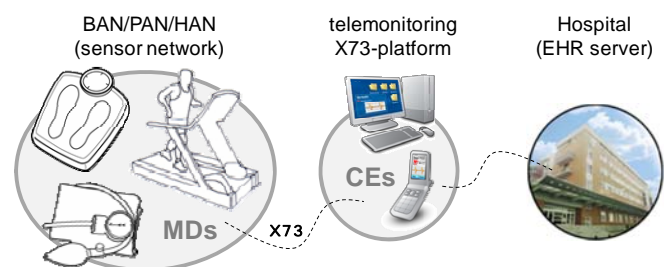 BAN/PAN/HAN
(sensor network)
telemonitoring
X73-platform
Hospital
(EHR server)
MDs
X73
CEs